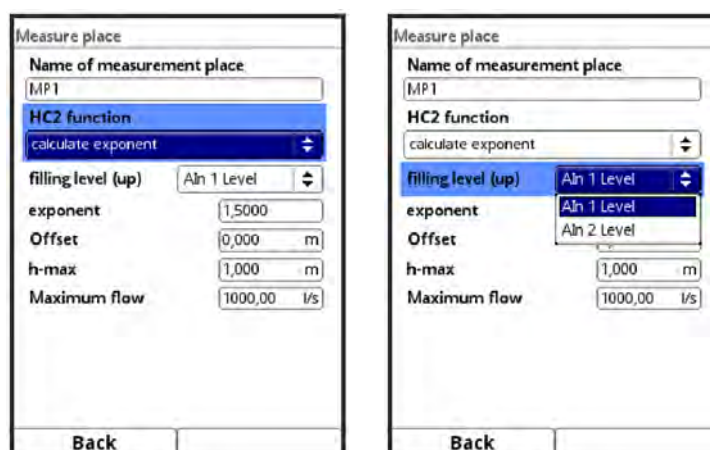 Measure place
Name of measurement place
MP1
HC2 function
calculate exponent
filling level (up) AIn 1 Level
exponent 1,5000
Offset 0,000 m
h-max 1,000 m
Maximum flow 1000,00 l/s
Back
Measure place
Name of measurement place
MP1
HC2 function
calculate exponent
filling level (up) AIn 1 Level
exponent AIn 1 Level
Offset AIn 2 Level
h-max 1,000 m
Maximum flow 1000,00 l/s
Back